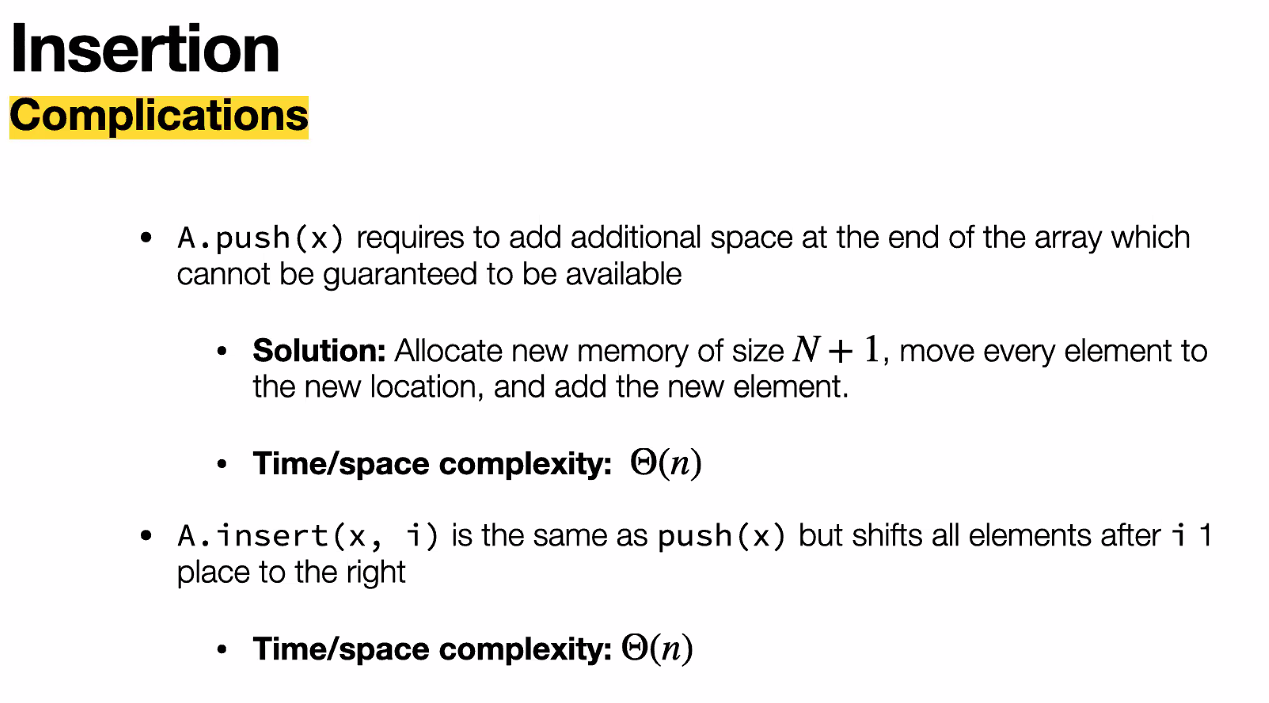 Insertion
Complications
• A.push(x) requires to add additional space at the end of the array which
cannot be guaranteed to be available
• Solution: Allocate new memory of size N + 1, move every element to
the new location, and add the new element.
• Time/space complexity: Θ(n)
• A.insert(x, i) is the same as push(x) but shifts all elements after i 1
place to the right
• Time/space complexity: Θ(n)